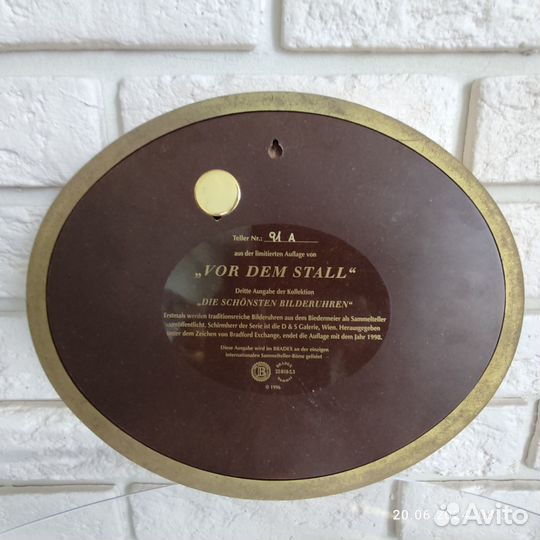 Teller Nr.: 91 A
aus der limitierten Auflage von
„VOR DEM STALL“
Dritte Ausgabe der Kollektion
„DIE SCHÖNSTEN BILDERUHREN“
Erstmals werden traditionsreiche Bilderuhren aus dem Biedermeier als Sammelteller
veröffentlicht. Schirmherr der Serie ist die D & S Galerie, Wien. Herausgegeben
unter dem Zeichen von Bradford Exchange, endet die Auflage mit dem Jahr 1998.
Diese Ausgabe wird im BRADEX an der einzigen
internationalen Sammelteller-Börse gelistet
BRADEX
© 1996
20.06.20
Avito